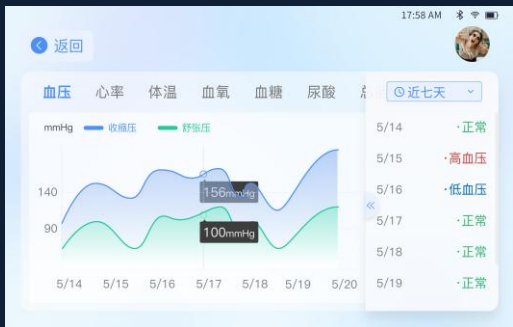 17:58 AM
返回
血压 心率 体温 血氧 血糖 尿酸
近七天
mmHg 收缩压 舒张压
140
90
156mmHg
100mmHg
5/14 5/15 5/16 5/17 5/18 5/19 5/20
5/14 ·正常
5/15 ·高血压
5/16 ·低血压
5/17 ·正常
5/18 ·正常
5/19 ·正常